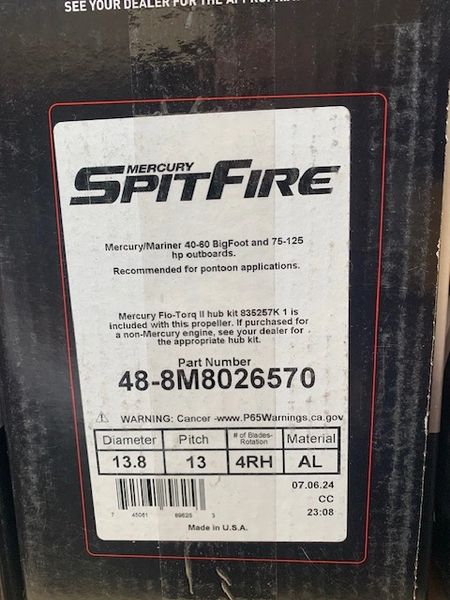 SEE YOUR DEALER FOR THE
MERCURY
SPITFIRE
Mercury/Mariner 40-60 BigFoot and 75-125
hp outboards.
Recommended for pontoon applications.
Mercury Flo-Torq II hub kit 835257K 1 is
included with this propeller. If purchased for
a non-Mercury engine, see your dealer for
the appropriate hub kit.
Part Number
48-8M8026570
WARNING: Cancer -www.P65Warnings.ca.gov
Diameter Pitch # of Blades- Rotation Material
13.8 13 4RH AL
07.06.24
CC
23:08
Made in U.S.A.